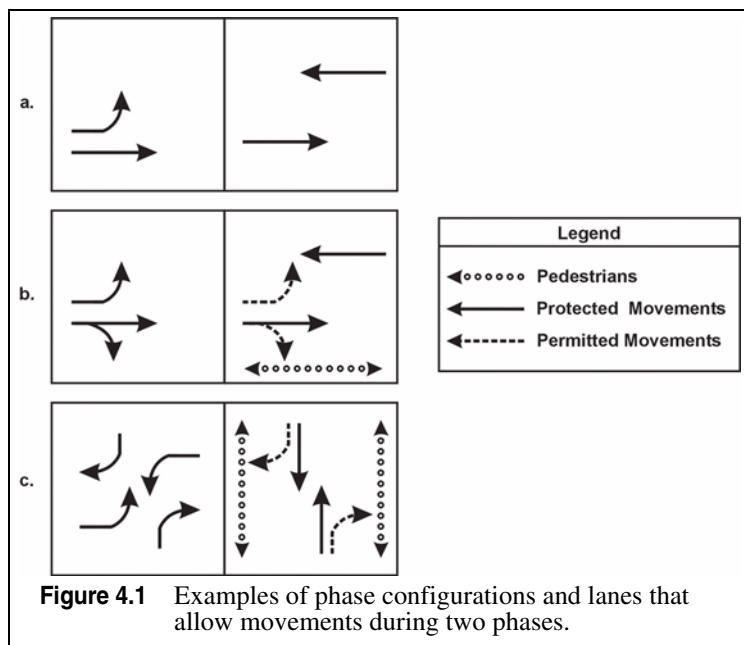 a.
b.
c.
Legend
Pedestrians
Protected Movements
Permitted Movements
Figure 4.1 Examples of phase configurations and lanes that
allow movements during two phases.